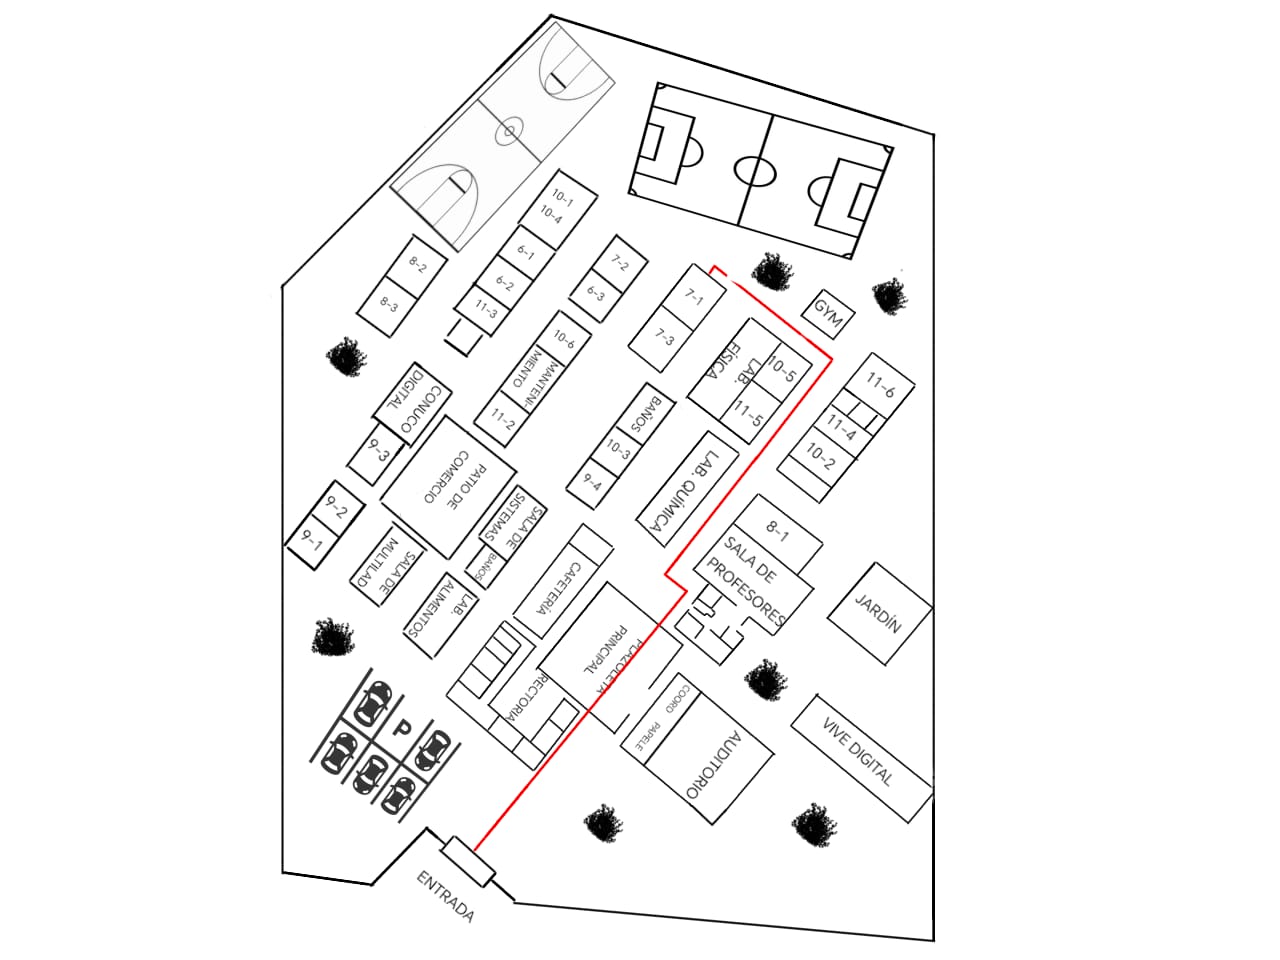 10-1
10-4
6-1
6-2
11-3
8-2
8-3
7-2
6-3
7-1
7-3
GYM
10-6
MANTENI-
MIENTO
11-2
LAB.
FÍSICA
10-5
11-5
11-6
11-4
10-2
CONUCO
DIGITAL
9-3
BAÑOS
10-3
9-4
PATIO DE
COMERCIO
LAB. QUÍMICA
9-2
9-1
SALA DE
SISTEMAS
BAÑOS
SALA DE
MULTILAD
8-1
SALA DE
PROFESORES
CAFETERÍA
LAB.
ALIMENTOS
JARDÍN
PLAZOLETA
PRINCIPAL
RECTORIA
COORD
PAPELE
AUDITORIO
VIVE DIGITAL
P
ENTRADA